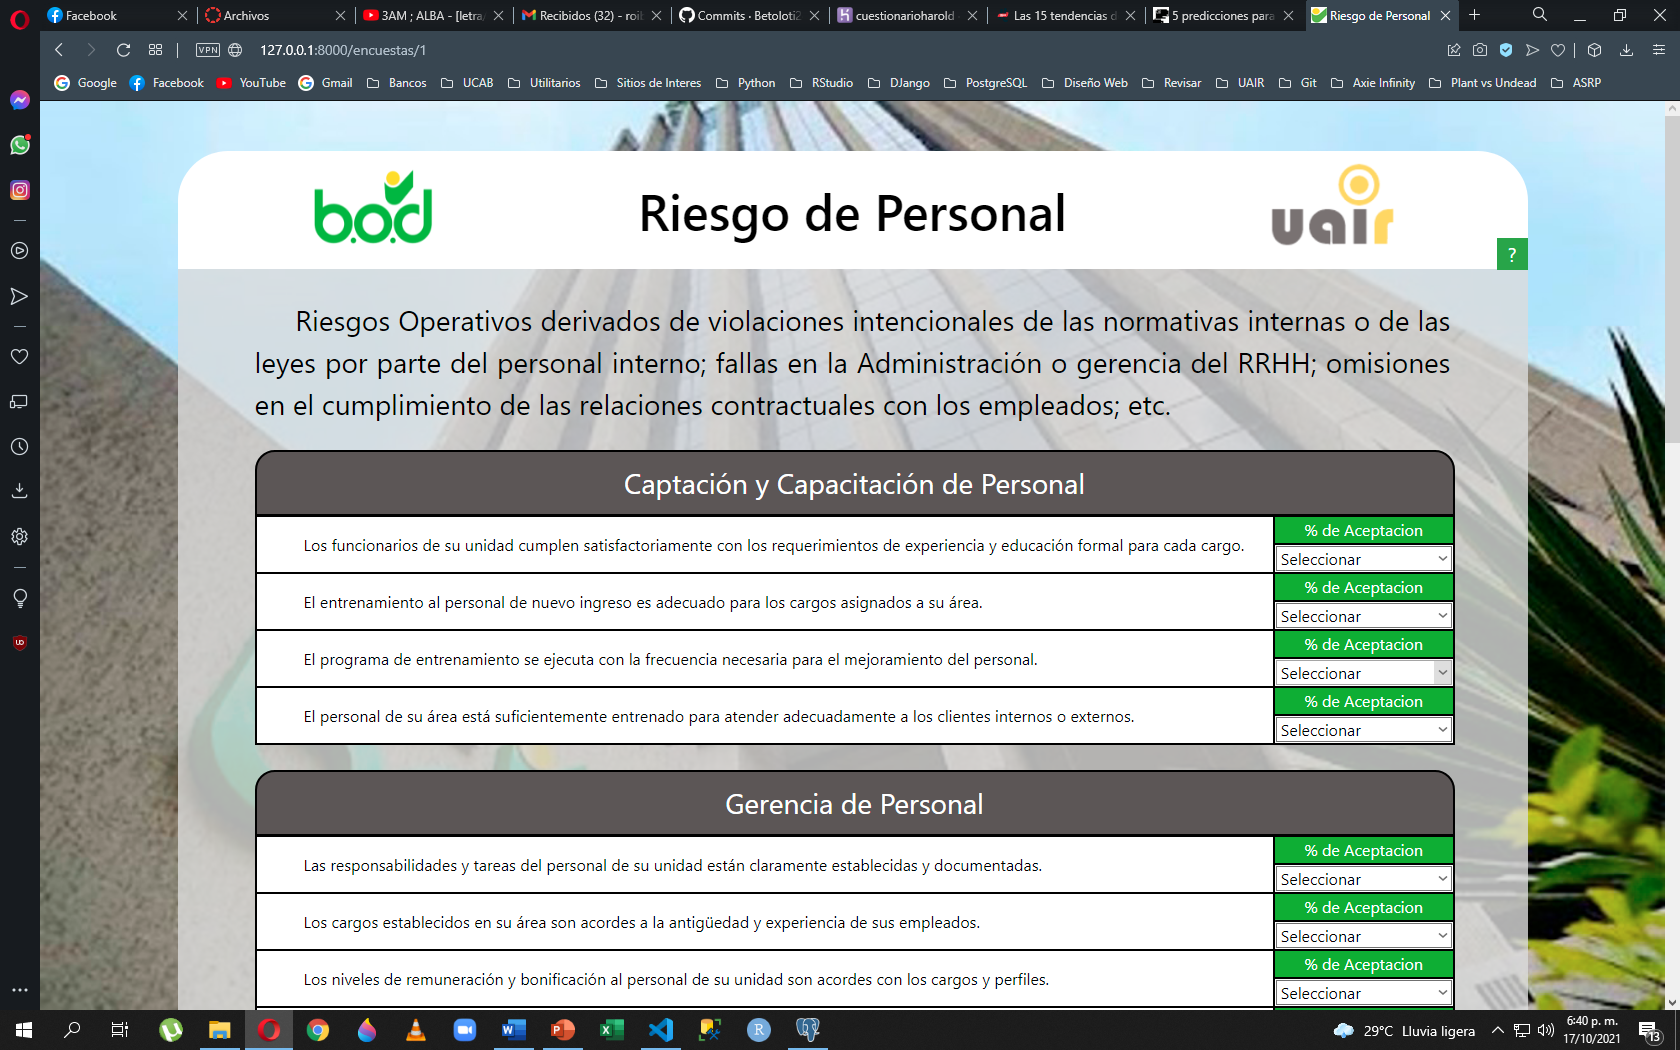 Facebook
Archivos
3AM ; ALBA - [letra/
Recibidos (32) - roil
Commits · Betoloti2
cuestionarioharold
Las 15 tendencias d
5 predicciones para
Riesgo de Personal
VPN
127.0.0.1:8000/encuestas/1
Google
Facebook
YouTube
Gmail
Bancos
UCAB
Utilitarios
Sitios de Interes
Python
RStudio
DJango
PostgreSQL
Diseño Web
Revisar
UAIR
Git
Axie Infinity
Plant vs Undead
ASRP
b.o.d
Riesgo de Personal
uair
?
Riesgos Operativos derivados de violaciones intencionales de las normativas internas o de las
leyes por parte del personal interno; fallas en la Administración o gerencia del RRHH; omisiones
en el cumplimiento de las relaciones contractuales con los empleados; etc.
Captación y Capacitación de Personal
Los funcionarios de su unidad cumplen satisfactoriamente con los requerimientos de experiencia y educación formal para cada cargo.
% de Aceptacion
Seleccionar
El entrenamiento al personal de nuevo ingreso es adecuado para los cargos asignados a su área.
% de Aceptacion
Seleccionar
El programa de entrenamiento se ejecuta con la frecuencia necesaria para el mejoramiento del personal.
% de Aceptacion
Seleccionar
El personal de su área está suficientemente entrenado para atender adecuadamente a los clientes internos o externos.
% de Aceptacion
Seleccionar
Gerencia de Personal
Las responsabilidades y tareas del personal de su unidad están claramente establecidas y documentadas.
% de Aceptacion
Seleccionar
Los cargos establecidos en su área son acordes a la antigüedad y experiencia de sus empleados.
% de Aceptacion
Seleccionar
Los niveles de remuneración y bonificación al personal de su unidad son acordes con los cargos y perfiles.
% de Aceptacion
Seleccionar
29°C Lluvia ligera
6:40 p. m.
17/10/2021
13